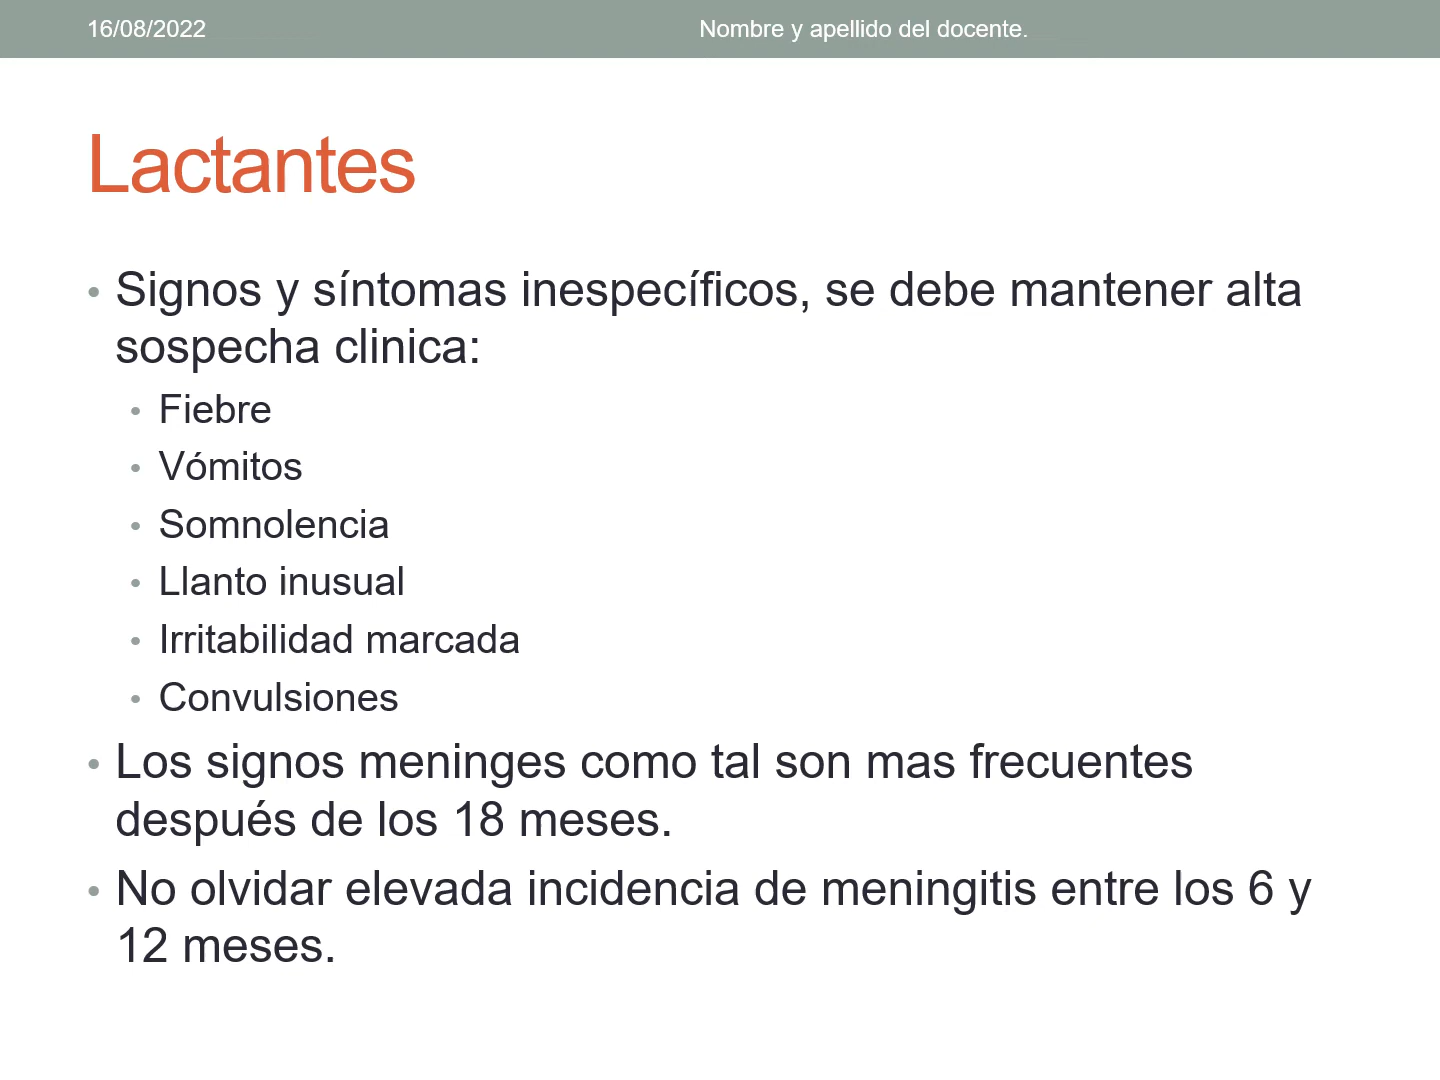 16/08/2022
Nombre y apellido del docente.
Lactantes
• Signos y síntomas inespecíficos, se debe mantener alta
sospecha clinica:
• Fiebre
• Vómitos
• Somnolencia
• Llanto inusual
• Irritabilidad marcada
• Convulsiones
• Los signos meninges como tal son mas frecuentes
después de los 18 meses.
• No olvidar elevada incidencia de meningitis entre los 6 y
12 meses.